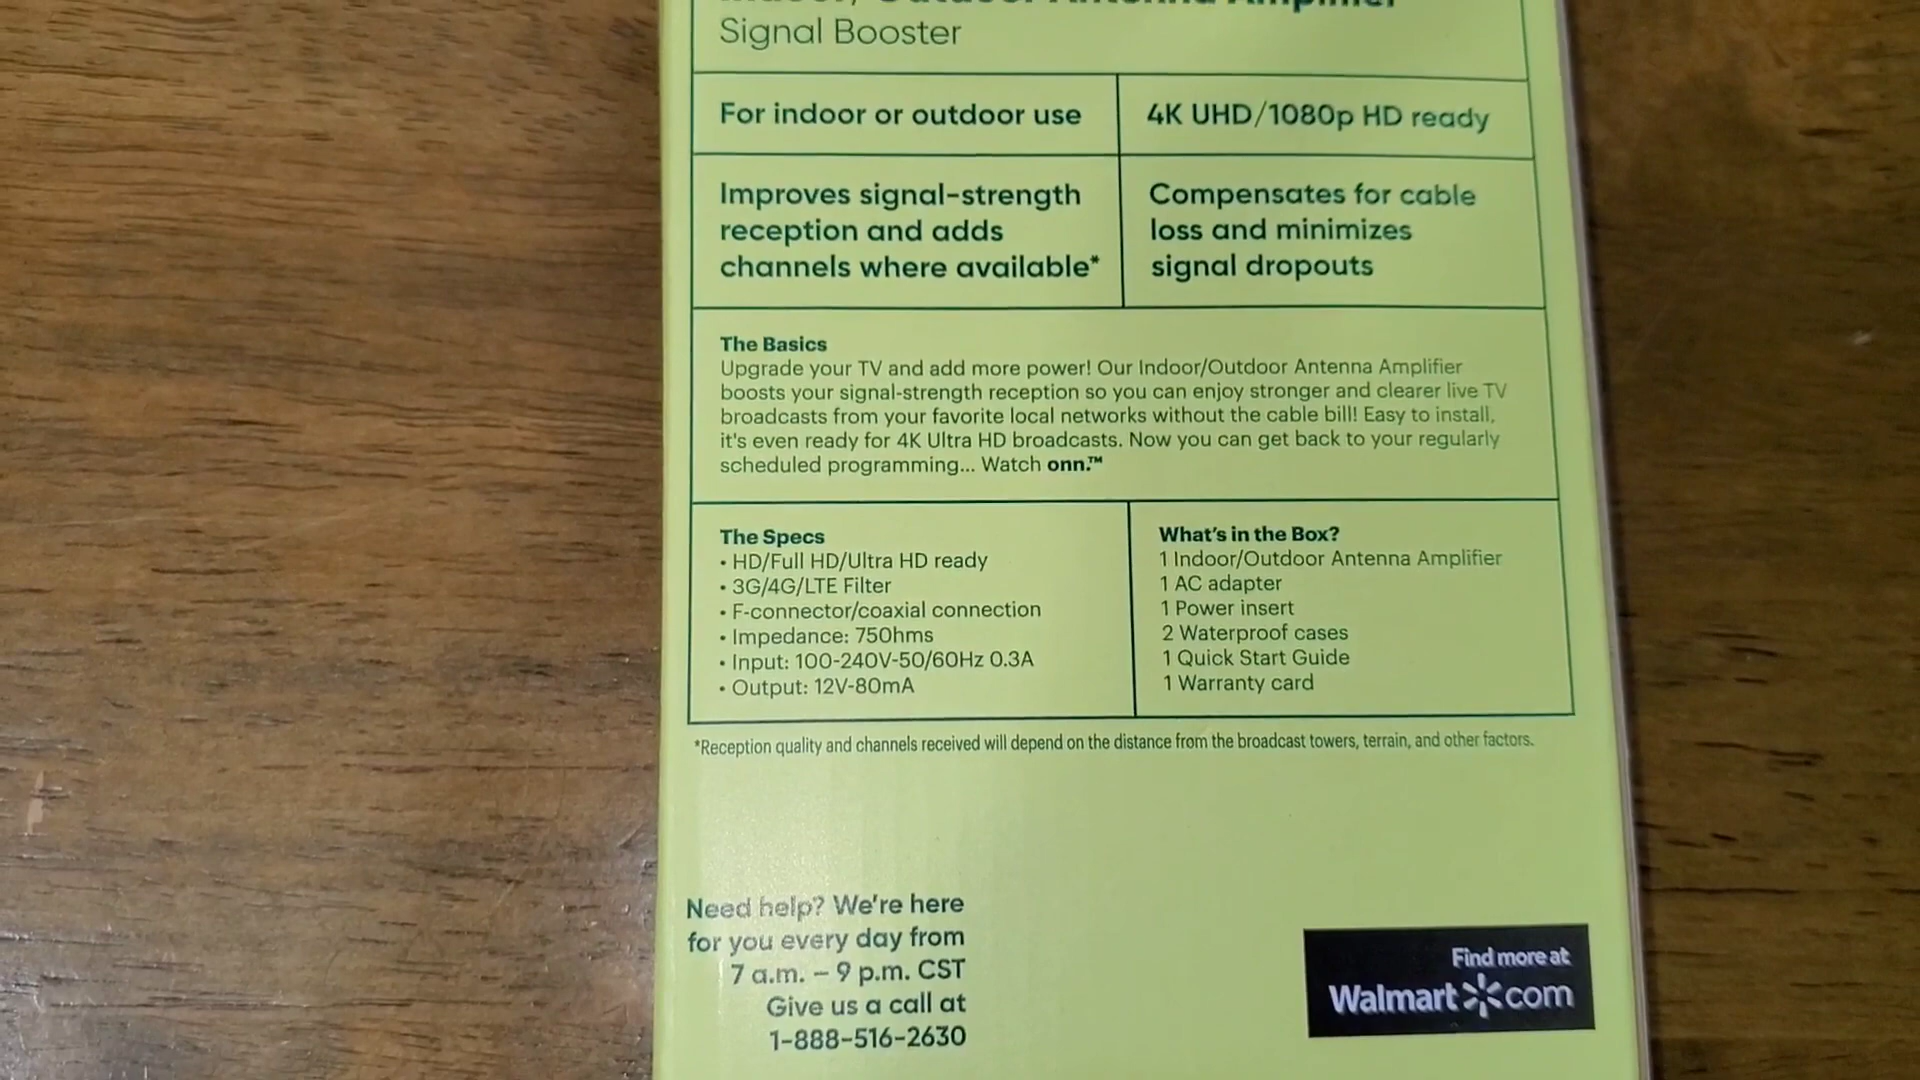 Indoor/Outdoor Antenna Amplifier
Signal Booster
For indoor or outdoor use
4K UHD/1080p HD ready
Improves signal-strength
reception and adds
channels where available*
Compensates for cable
loss and minimizes
signal dropouts
The Basics
Upgrade your TV and add more power! Our Indoor/Outdoor Antenna Amplifier
boosts your signal-strength reception so you can enjoy stronger and clearer live TV
broadcasts from your favorite local networks without the cable bill! Easy to install,
it's even ready for 4K Ultra HD broadcasts. Now you can get back to your regularly
scheduled programming... Watch onn.™
The Specs
• HD/Full HD/Ultra HD ready
• 3G/4G/LTE Filter
• F-connector/coaxial connection
• Impedance: 75Ohms
• Input: 100-240V-50/60Hz 0.3A
• Output: 12V-80mA
What's in the Box?
1 Indoor/Outdoor Antenna Amplifier
1 AC adapter
1 Power insert
2 Waterproof cases
1 Quick Start Guide
1 Warranty card
*Reception quality and channels received will depend on the distance from the broadcast towers, terrain, and other factors.
Need help? We're here
for you every day from
7 a.m. – 9 p.m. CST
Give us a call at
1-888-516-2630
Find more at
Walmart com